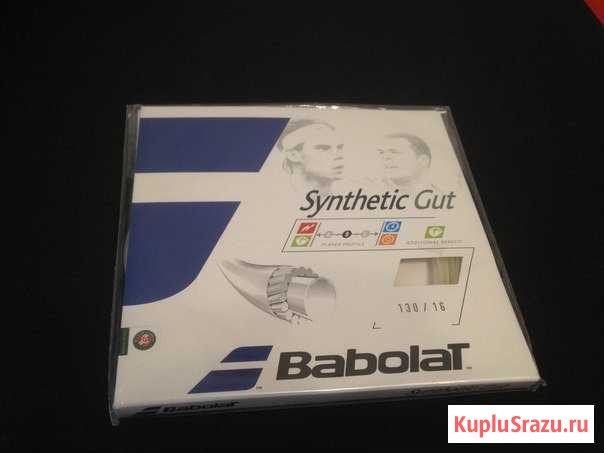 Synthetic Gut
PLAYER PROFILE
ADDITIONAL BENEFIT
130 / 16
BabolaT
BabolaT
KupluSrazu.ru